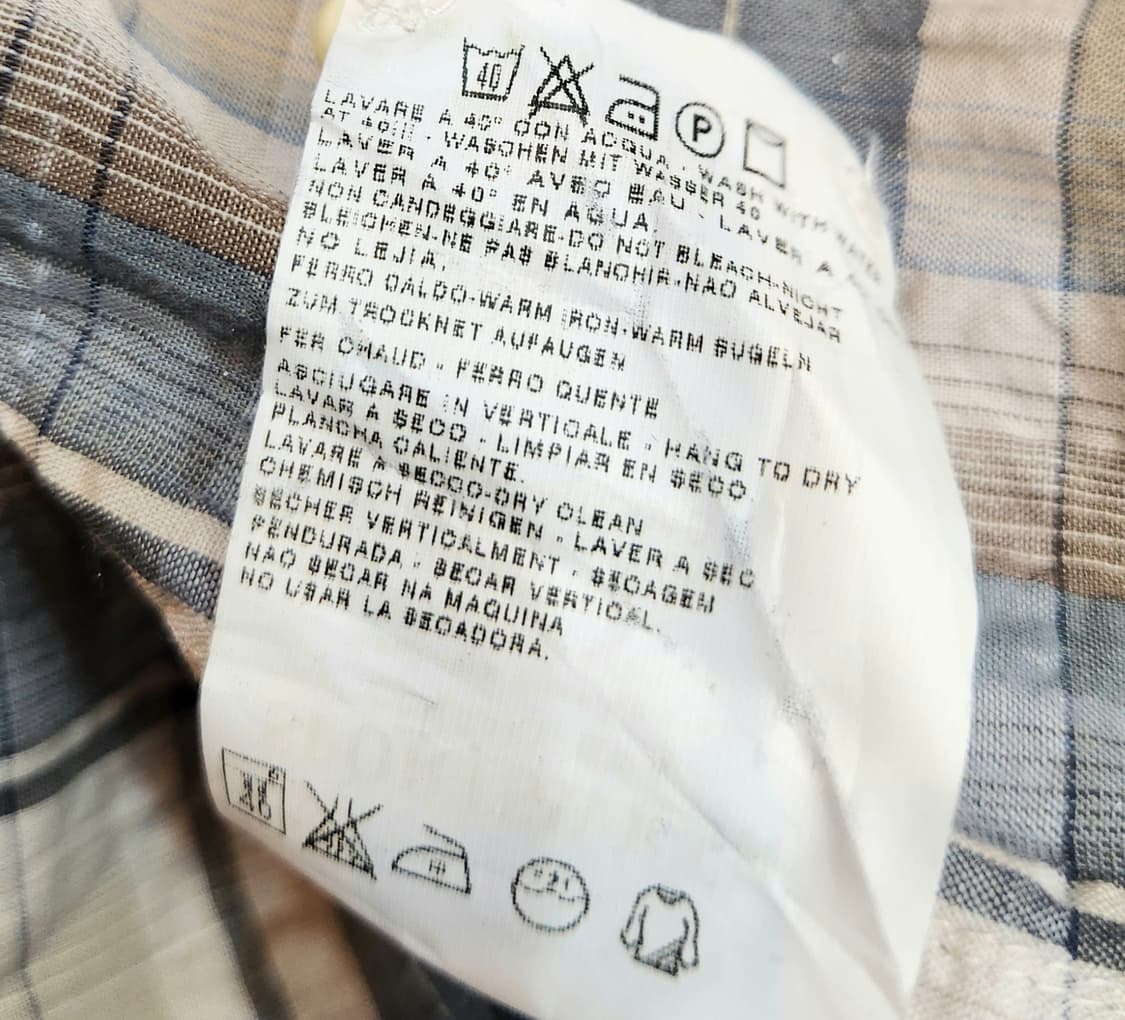 40 P
LAVARE A 40° CON ACQUA - WASH WITH WATER
AT 40 - WASCHEN MIT WASSER 40
LAVER A 40° AVEC EAU - LAVER A
LAVER A 40° EN AGUA.
NON CANDEGGIARE-DO NOT BLEACH-NIGHT
BLEICHEN-NE PAS BLANCHIR-NAO ALVEJAR
NO LEJIA.
FERRO CALDO-WARM IRON-WARM BUGELN
ZUM TROCKNET AUFAUGEN
FER CHAUD - FERRO QUENTE
ASCIUGARE IN VERTICALE - HANG TO DRY
LAVAR A SECO - LIMPIAR EN SECO
PLANCHA CALIENTE.
LAVARE A SECCO-DRY CLEAN
CHEMISCH REINIGEN - LAVER A SEC
SECHER VERTICALMENT - SECAGEM
PENDURADA - SECAR VERTICAL.
NAO SECAR NA MAQUINA
NO USAR LA SECADORA.